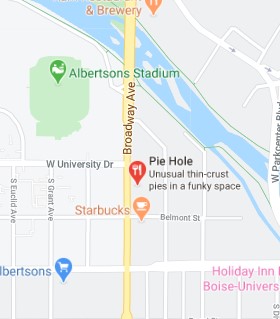 & Brewery
Albertsons Stadium
Broadway Ave
W Parkcenter
W University Dr
Pie Hole
Unusual thin-crust
pies in a funky space
S Euclid Ave
S Grant Ave
Starbucks
Belmont St
Albertsons
Holiday Inn
Boise-Univers